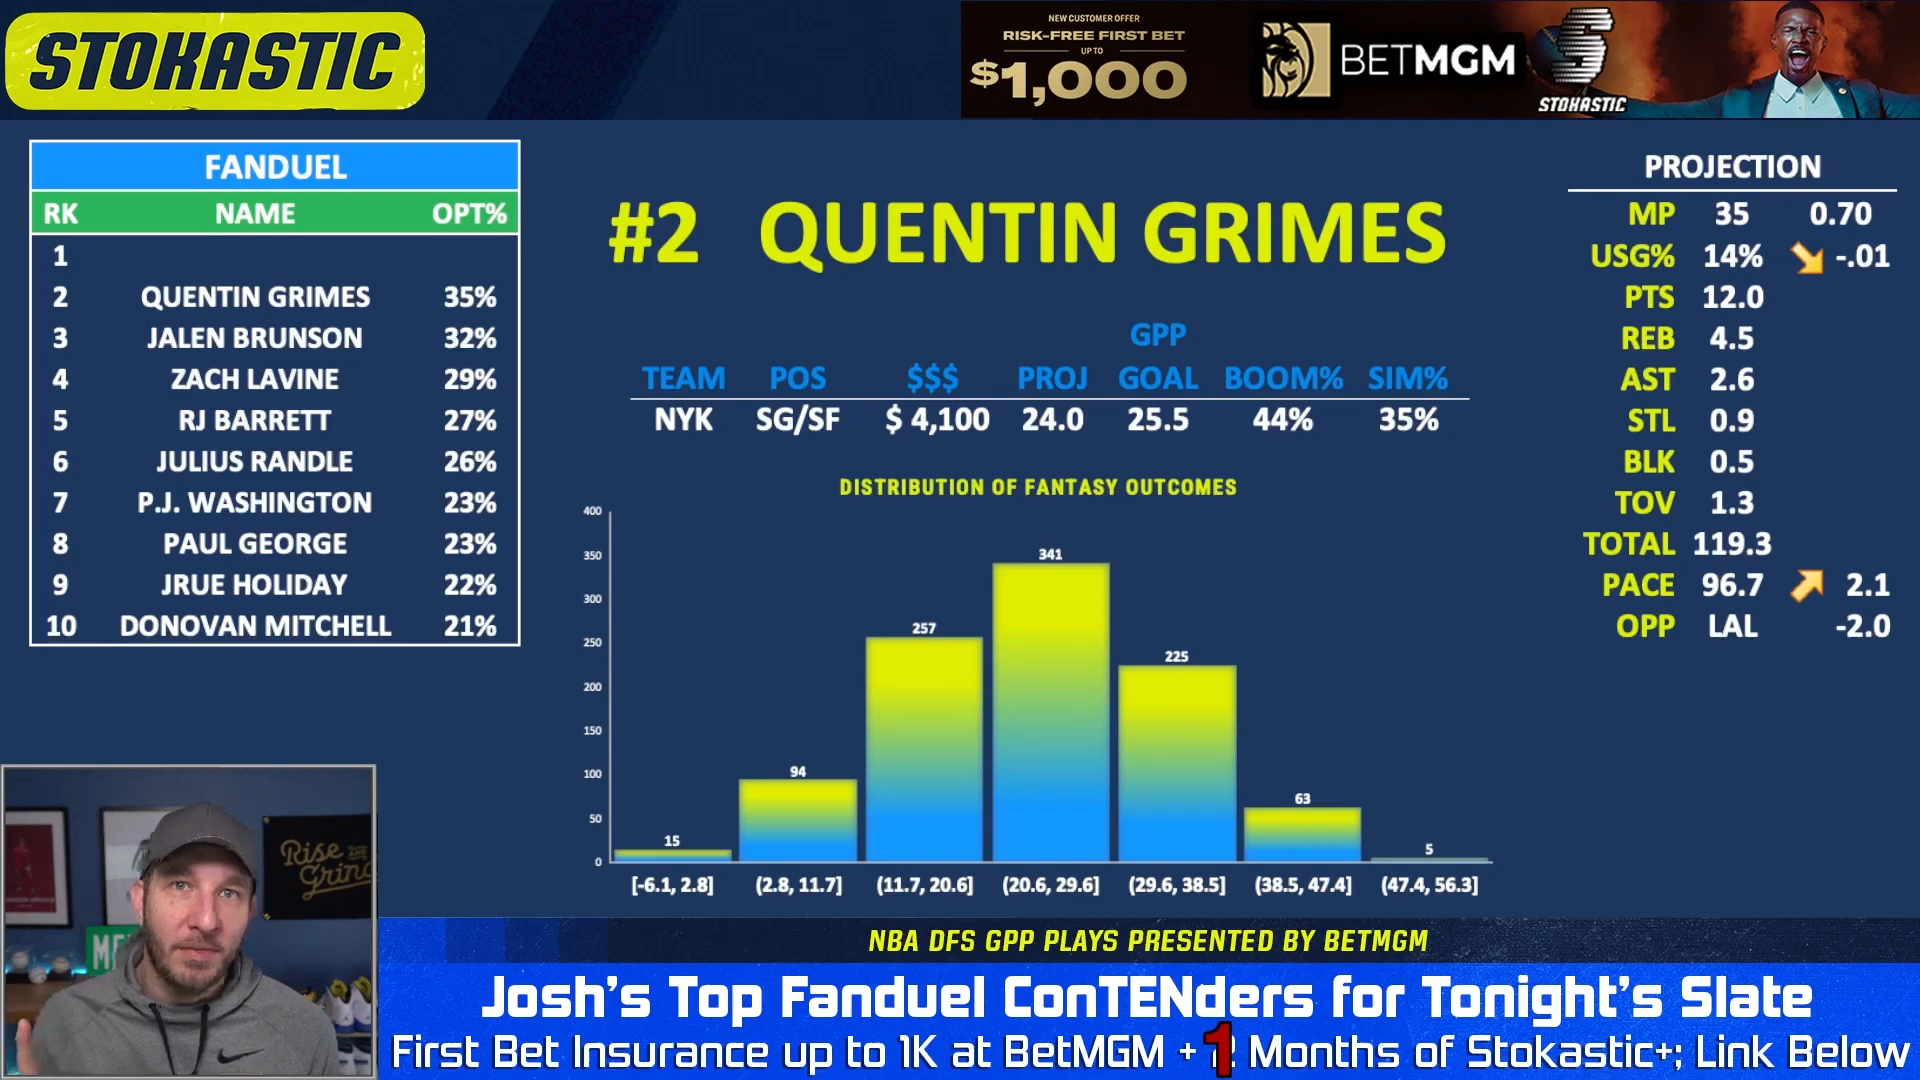 STOKASTIC
NEW CUSTOMER OFFER
RISK-FREE FIRST BET
UP TO
$1,000
BETMGM
STOKASTIC
FANDUEL
RK NAME OPT%
1
2 QUENTIN GRIMES 35%
3 JALEN BRUNSON 32%
4 ZACH LAVINE 29%
5 RJ BARRETT 27%
6 JULIUS RANDLE 26%
7 P.J. WASHINGTON 23%
8 PAUL GEORGE 23%
9 JRUE HOLIDAY 22%
10 DONOVAN MITCHELL 21%
#2 QUENTIN GRIMES
GPP
TEAM POS $$$ PROJ GOAL BOOM% SIM%
NYK SG/SF $ 4,100 24.0 25.5 44% 35%
DISTRIBUTION OF FANTASY OUTCOMES
400
350
300
250
200
150
100
50
0
15
94
257
341
225
63
5
[-6.1, 2.8] (2.8, 11.7] (11.7, 20.6] (20.6, 29.6] (29.6, 38.5] (38.5, 47.4] (47.4, 56.3]
PROJECTION
MP 35 0.70
USG% 14% -.01
PTS 12.0
REB 4.5
AST 2.6
STL 0.9
BLK 0.5
TOV 1.3
TOTAL 119.3
PACE 96.7 2.1
OPP LAL -2.0
Rise
Grind
NBA DFS GPP PLAYS PRESENTED BY BETMGM
Josh's Top Fanduel ConTENders for Tonight's Slate
First Bet Insurance up to 1K at BetMGM + 1 Months of Stokastic+; Link Below